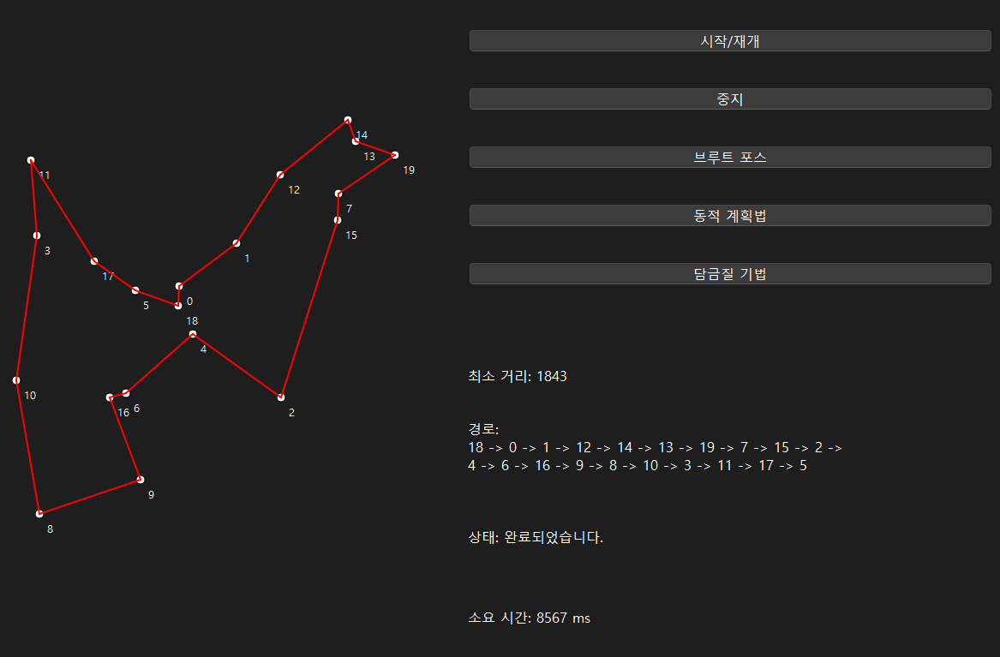 시작/재개
중지
브루트 포스
동적 계획법
담금질 기법
14
13
19
11
12
7
15
3
1
17
0
5
18
4
10
6
16
2
9
8
최소 거리: 1843
경로:
18 -> 0 -> 1 -> 12 -> 14 -> 13 -> 19 -> 7 -> 15 -> 2 ->
4 -> 6 -> 16 -> 9 -> 8 -> 10 -> 3 -> 11 -> 17 -> 5
상태: 완료되었습니다.
소요 시간: 8567 ms